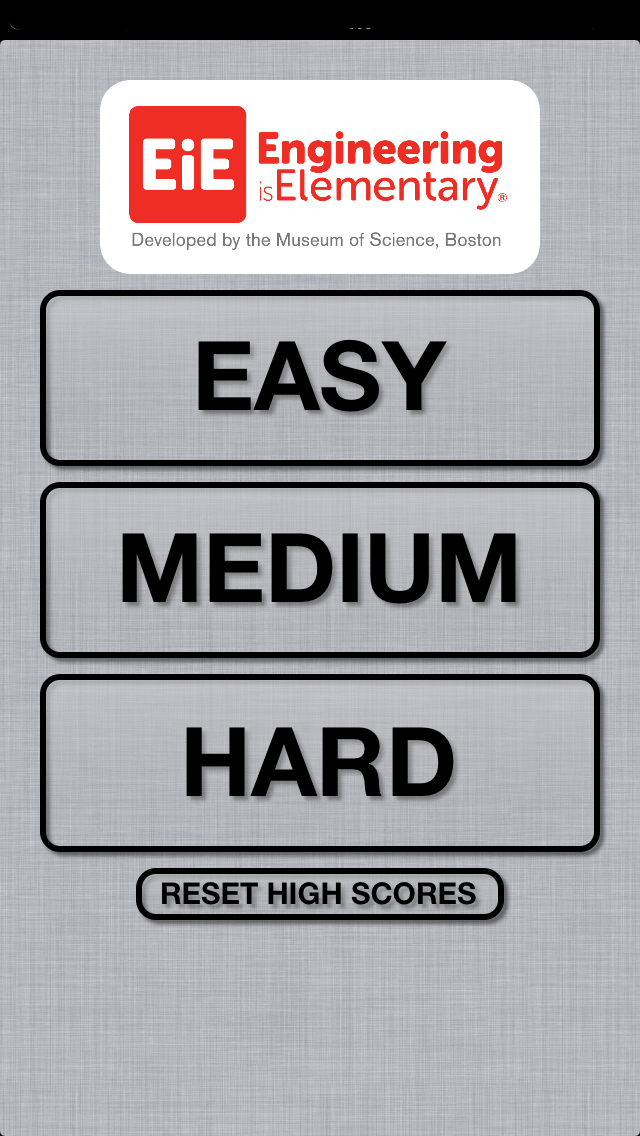 EiE Engineering
is Elementary®
Developed by the Museum of Science, Boston
EASY
MEDIUM
HARD
RESET HIGH SCORES